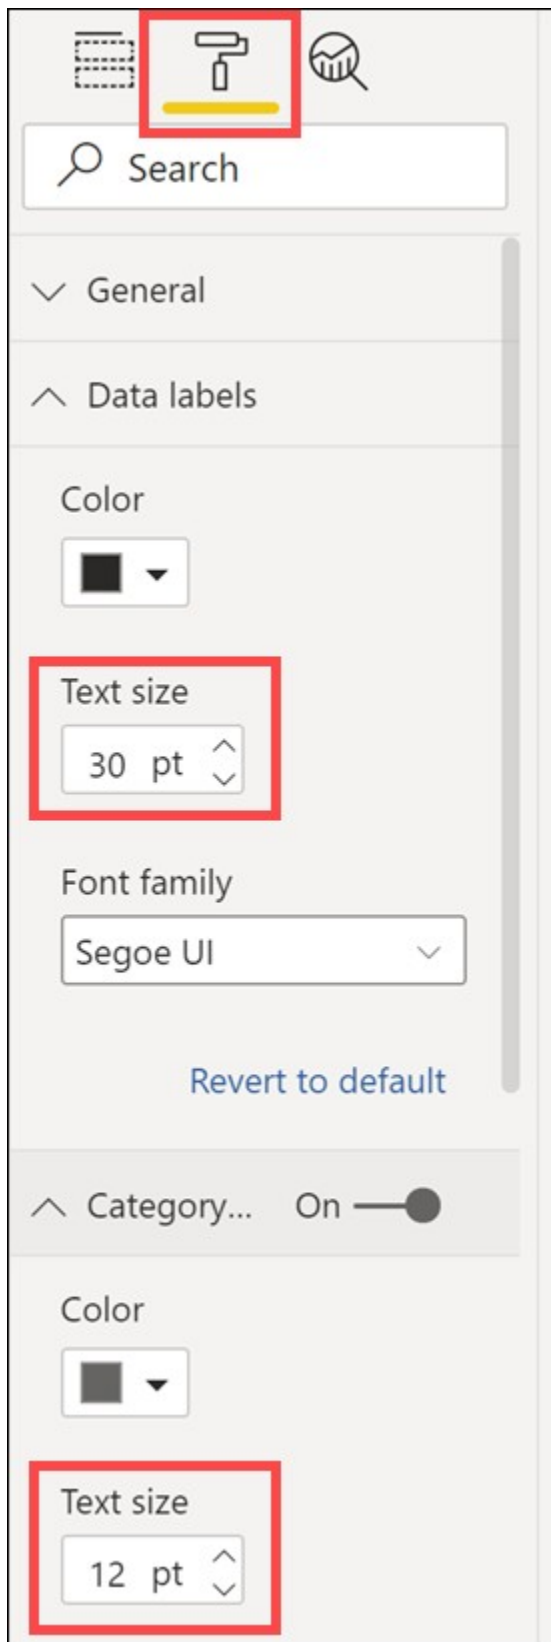 Search
General
Data labels
Color
Text size
30 pt
Font family
Segoe UI
Revert to default
Category... On
Color
Text size
12 pt